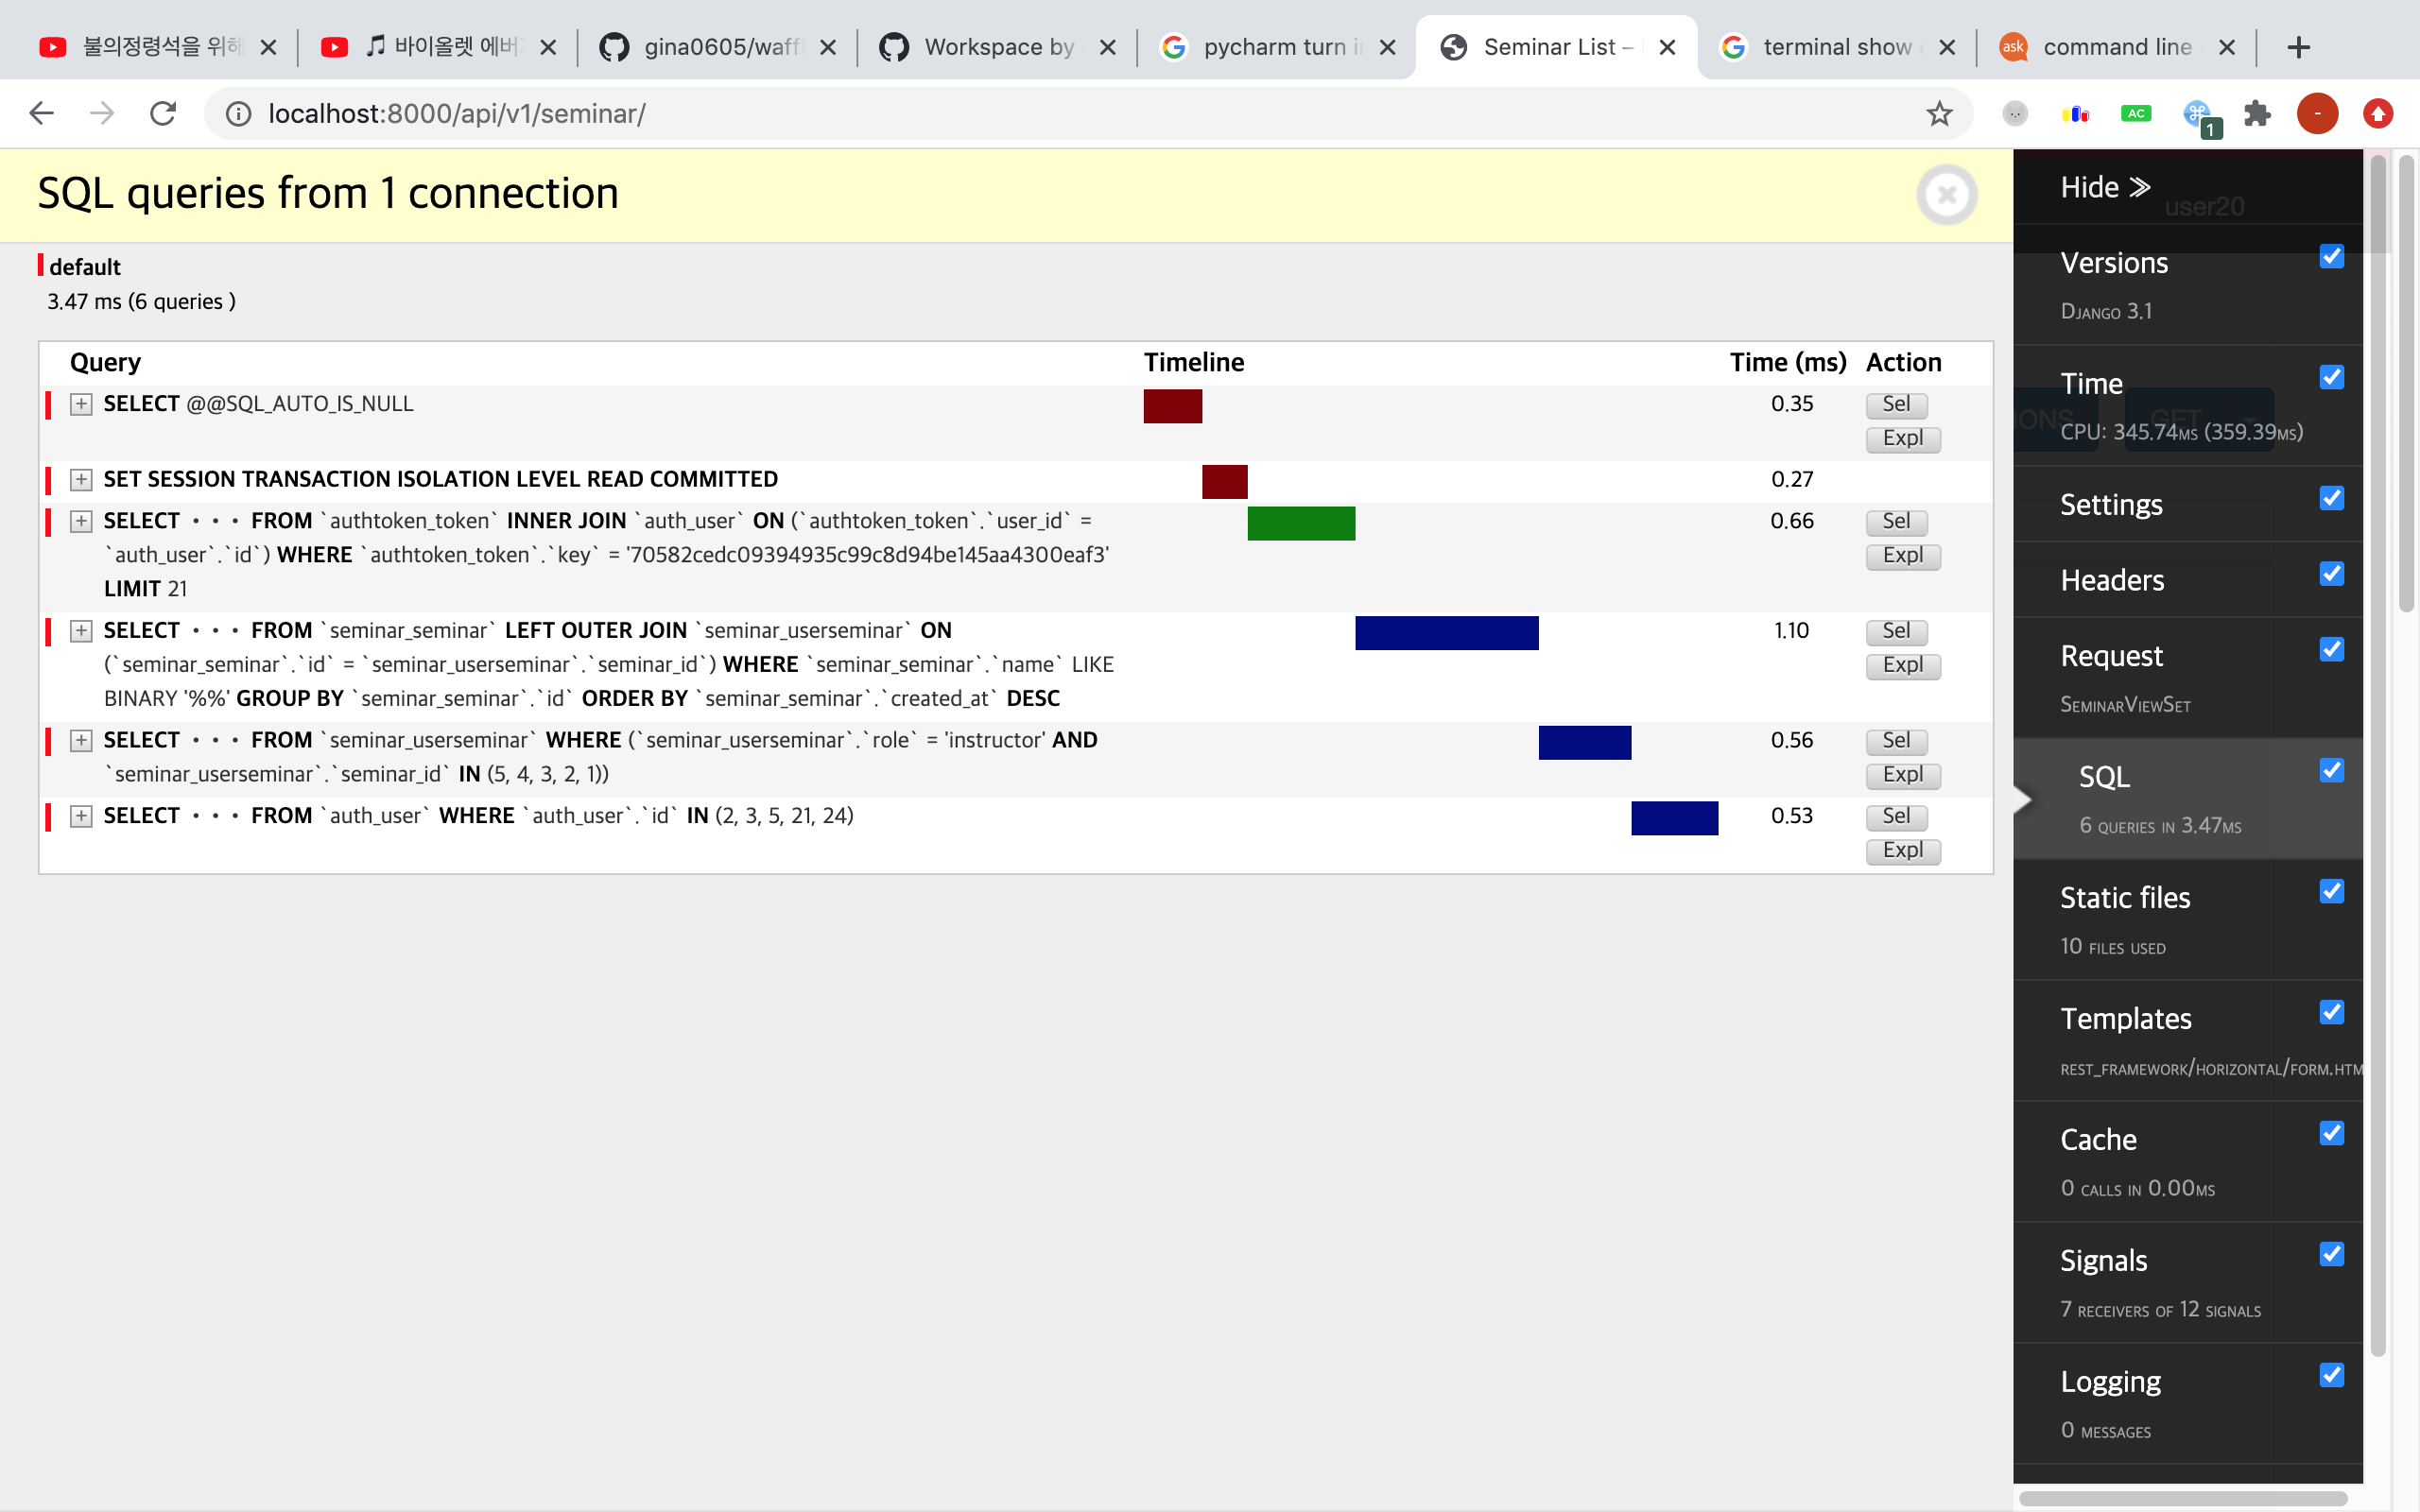 불의정령석을 위해
바이올렛 에버
gina0605/waffl
Workspace by
pycharm turn i
Seminar List –
terminal show
ask command line
localhost:8000/api/v1/seminar/
AC
1
-
SQL queries from 1 connection
default
3.47 ms (6 queries )
Query Timeline Time (ms) Action
+ SELECT @@SQL_AUTO_IS_NULL 0.35 Sel
Expl
+ SET SESSION TRANSACTION ISOLATION LEVEL READ COMMITTED 0.27
+ SELECT ••• FROM `authtoken_token` INNER JOIN `auth_user` ON (`authtoken_token`.`user_id` = 0.66 Sel
`auth_user`.`id`) WHERE `authtoken_token`.`key` = '70582cedc09394935c99c8d94be145aa4300eaf3' Expl
LIMIT 21
+ SELECT ••• FROM `seminar_seminar` LEFT OUTER JOIN `seminar_userseminar` ON 1.10 Sel
(`seminar_seminar`.`id` = `seminar_userseminar`.`seminar_id`) WHERE `seminar_seminar`.`name` LIKE Expl
BINARY '%%' GROUP BY `seminar_seminar`.`id` ORDER BY `seminar_seminar`.`created_at` DESC
+ SELECT ••• FROM `seminar_userseminar` WHERE (`seminar_userseminar`.`role` = 'instructor' AND 0.56 Sel
`seminar_userseminar`.`seminar_id` IN (5, 4, 3, 2, 1)) Expl
+ SELECT ••• FROM `auth_user` WHERE `auth_user`.`id` IN (2, 3, 5, 21, 24) 0.53 Sel
Expl
Hide ≫
user20
Versions
Django 3.1
Time
IONS GET
CPU: 345.74ms (359.39ms)
Settings
Headers
Request
SeminarViewSet
SQL
6 queries in 3.47ms
Static files
10 files used
Templates
rest_framework/horizontal/form.htm
Cache
0 calls in 0.00ms
Signals
7 receivers of 12 signals
Logging
0 messages